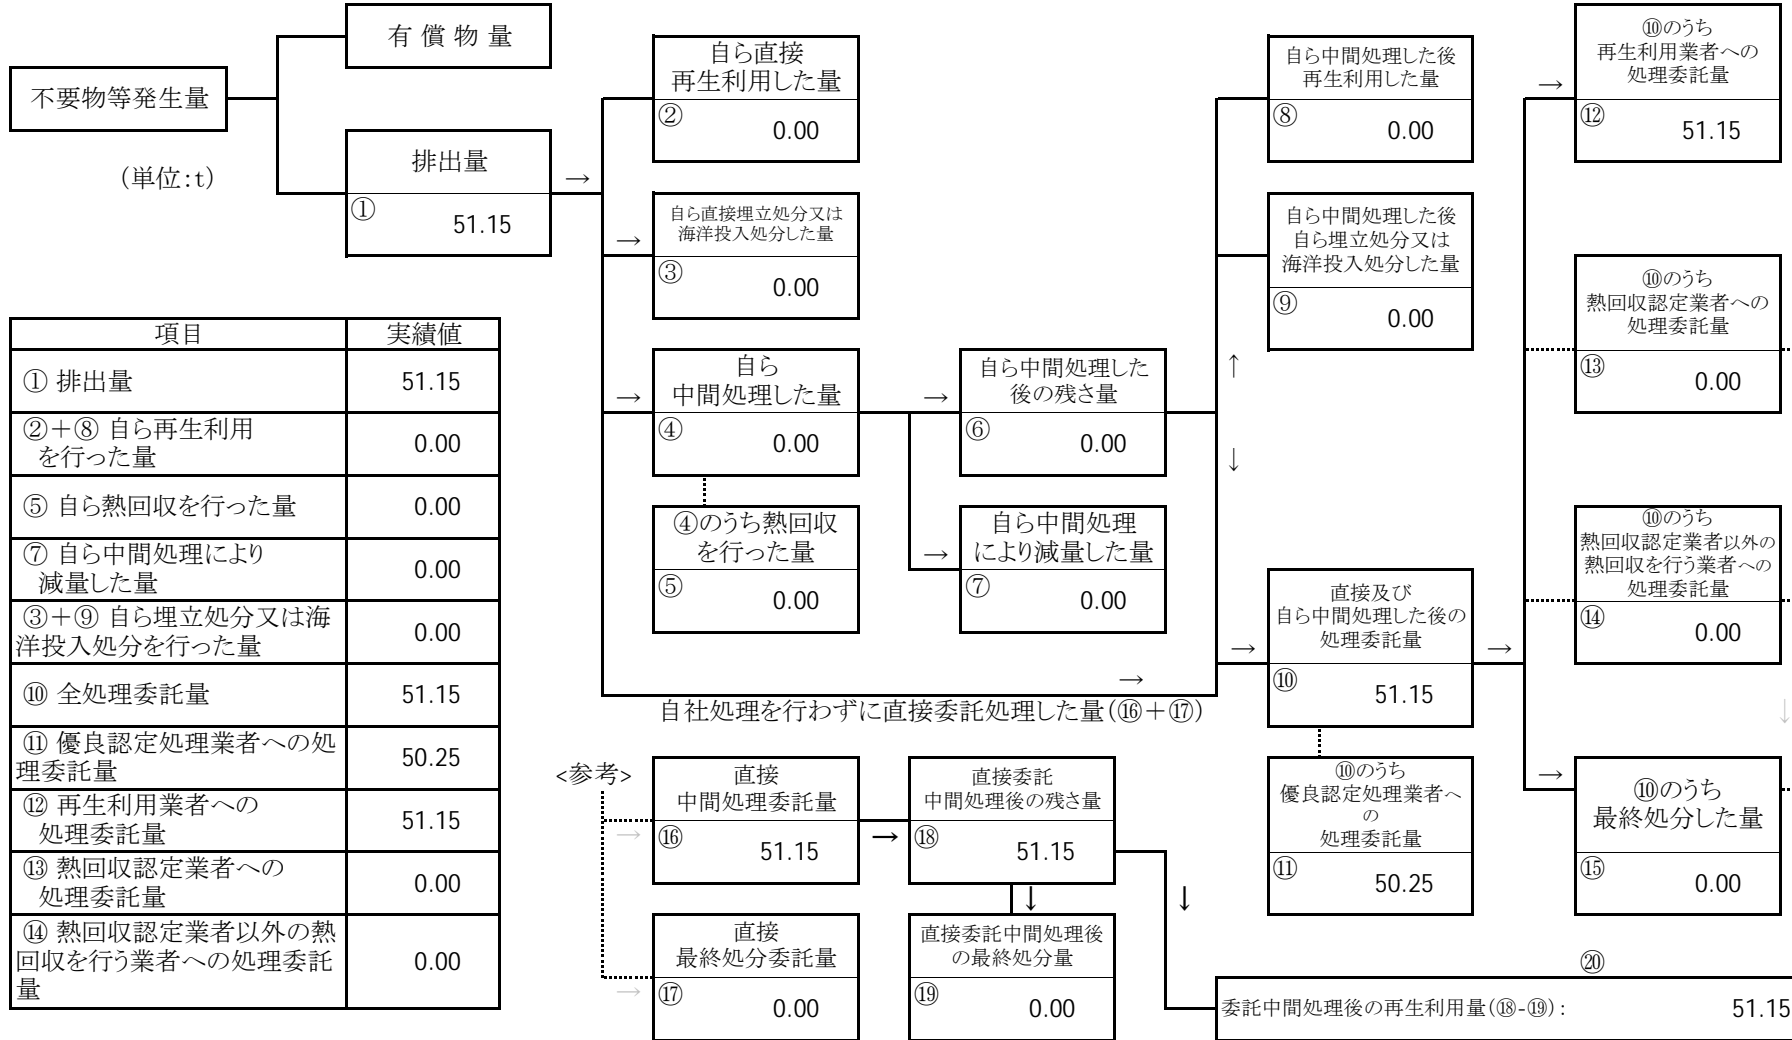 有 償 物 量
不要物等発生量
(単位:t)
排出量
①
51.15
→
自ら直接
再生利用した量
②
0.00
→
自ら直接埋立処分又は
海洋投入処分した量
③
0.00
→
自ら
中間処理した量
④
0.00
④のうち熱回収
を行った量
⑤
0.00
→
自ら中間処理した
後の残さ量
⑥
0.00
→
自ら中間処理
により減量した量
⑦
0.00
自ら中間処理した後
再生利用した量
⑧
0.00
自ら中間処理した後
自ら埋立処分又は
海洋投入処分した量
⑨
0.00
↑
↓
→
→
自社処理を行わずに直接委託処理した量(⑯+⑰)
直接及び
自ら中間処理した後の
処理委託量
⑩
51.15
→
⑩のうち
優良認定処理業者へ
の
処理委託量
⑪
50.25
→
⑩のうち
再生利用業者への
処理委託量
⑫
51.15
⑩のうち
熱回収認定業者への
処理委託量
⑬
0.00
⑩のうち
熱回収認定業者以外の
熱回収を行う業者への
処理委託量
⑭
0.00
↓
→
⑩のうち
最終処分した量
⑮
0.00
項目 実績値
① 排出量 51.15
②+⑧ 自ら再生利用
を行った量 0.00
⑤ 自ら熱回収を行った量 0.00
⑦ 自ら中間処理により
減量した量 0.00
③+⑨ 自ら埋立処分又は海
洋投入処分を行った量 0.00
⑩ 全処理委託量 51.15
⑪ 優良認定処理業者への処
理委託量 50.25
⑫ 再生利用業者への
処理委託量 51.15
⑬ 熱回収認定業者への
処理委託量 0.00
⑭ 熱回収認定業者以外の熱
回収を行う業者への処理委託
量 0.00
<参考>
→
直接
中間処理委託量
⑯
51.15
→
直接委託
中間処理後の残さ量
⑱
51.15
↓
↓
→
直接
最終処分委託量
⑰
0.00
直接委託中間処理後
の最終処分量
⑲
0.00
⑳
委託中間処理後の再生利用量(⑱-⑲): 51.15